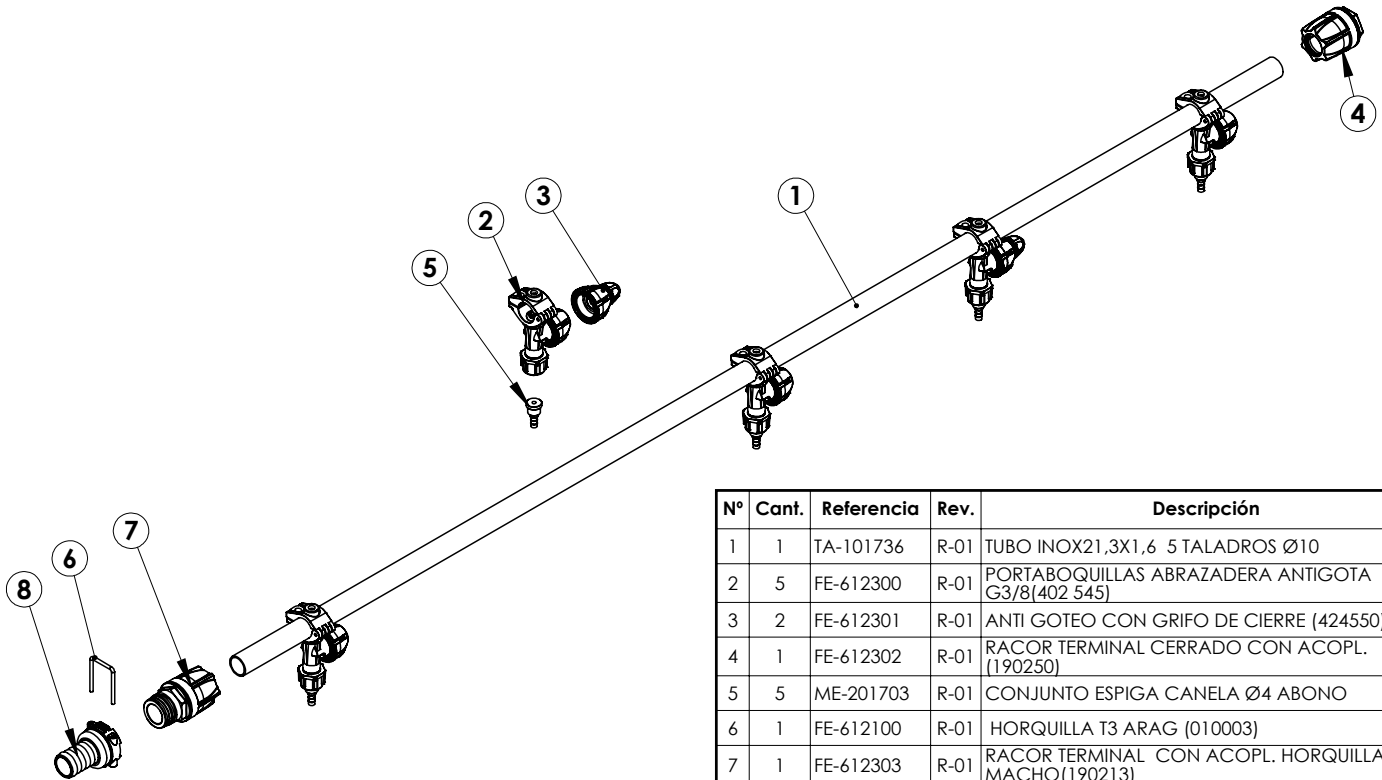 4
3
1
2
5
7
6
8
Nº Cant. Referencia Rev. Descripción
1 1 TA-101736 R-01 TUBO INOX21,3X1,6 5 TALADROS Ø10
2 5 FE-612300 R-01 PORTABOQUILLAS ABRAZADERA ANTIGOTA
G3/8(402 545)
3 2 FE-612301 R-01 ANTI GOTEO CON GRIFO DE CIERRE (424550)
4 1 FE-612302 R-01 RACOR TERMINAL CERRADO CON ACOPL.
(190250)
5 5 ME-201703 R-01 CONJUNTO ESPIGA CANELA Ø4 ABONO
6 1 FE-612100 R-01 HORQUILLA T3 ARAG (010003)
7 1 FE-612303 R-01 RACOR TERMINAL CON ACOPL. HORQUILLA
MACHO(190213)